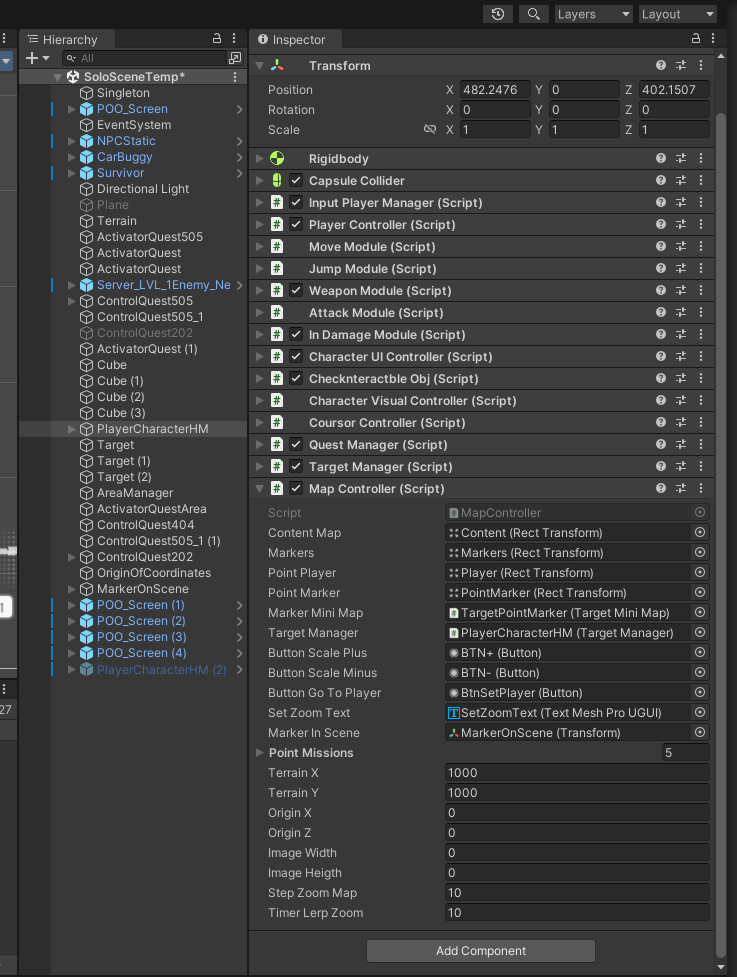 Layers
Layout
Hierarchy
All
SoloSceneTemp*
Singleton
POO_Screen
EventSystem
NPCStatic
CarBuggy
Survivor
Directional Light
Plane
Terrain
ActivatorQuest505
ActivatorQuest
ActivatorQuest
Server_LVL_1Enemy_Ne
ControlQuest505
ControlQuest505_1
ControlQuest202
ActivatorQuest (1)
Cube
Cube (1)
Cube (2)
Cube (3)
PlayerCharacterHM
Target
Target (1)
Target (2)
AreaManager
ActivatorQuestArea
ControlQuest404
ControlQuest505_1 (1)
ControlQuest202
OriginOfCoordinates
MarkerOnScene
POO_Screen (1)
POO_Screen (2)
POO_Screen (3)
POO_Screen (4)
PlayerCharacterHM (2)
1
27
Inspector
Transform
Position X 482.2476 Y 0 Z 402.1507
Rotation X 0 Y 0 Z 0
Scale X 1 Y 1 Z 1
Rigidbody
Capsule Collider
# Input Player Manager (Script)
# Player Controller (Script)
# Move Module (Script)
# Jump Module (Script)
# Weapon Module (Script)
# Attack Module (Script)
# In Damage Module (Script)
# Character UI Controller (Script)
# Checknteractble Obj (Script)
# Character Visual Controller (Script)
# Coursor Controller (Script)
# Quest Manager (Script)
# Target Manager (Script)
# Map Controller (Script)
Script # MapController
Content Map Content (Rect Transform)
Markers Markers (Rect Transform)
Point Player Player (Rect Transform)
Point Marker PointMarker (Rect Transform)
Marker Mini Map # TargetPointMarker (Target Mini Map)
Target Manager # PlayerCharacterHM (Target Manager)
Button Scale Plus BTN+ (Button)
Button Scale Minus BTN- (Button)
Button Go To Player BtnSetPlayer (Button)
Set Zoom Text T SetZoomText (Text Mesh Pro UGUI)
Marker In Scene MarkerOnScene (Transform)
Point Missions 5
Terrain X 1000
Terrain Y 1000
Origin X 0
Origin Z 0
Image Width 0
Image Heigth 0
Step Zoom Map 10
Timer Lerp Zoom 10
Add Component